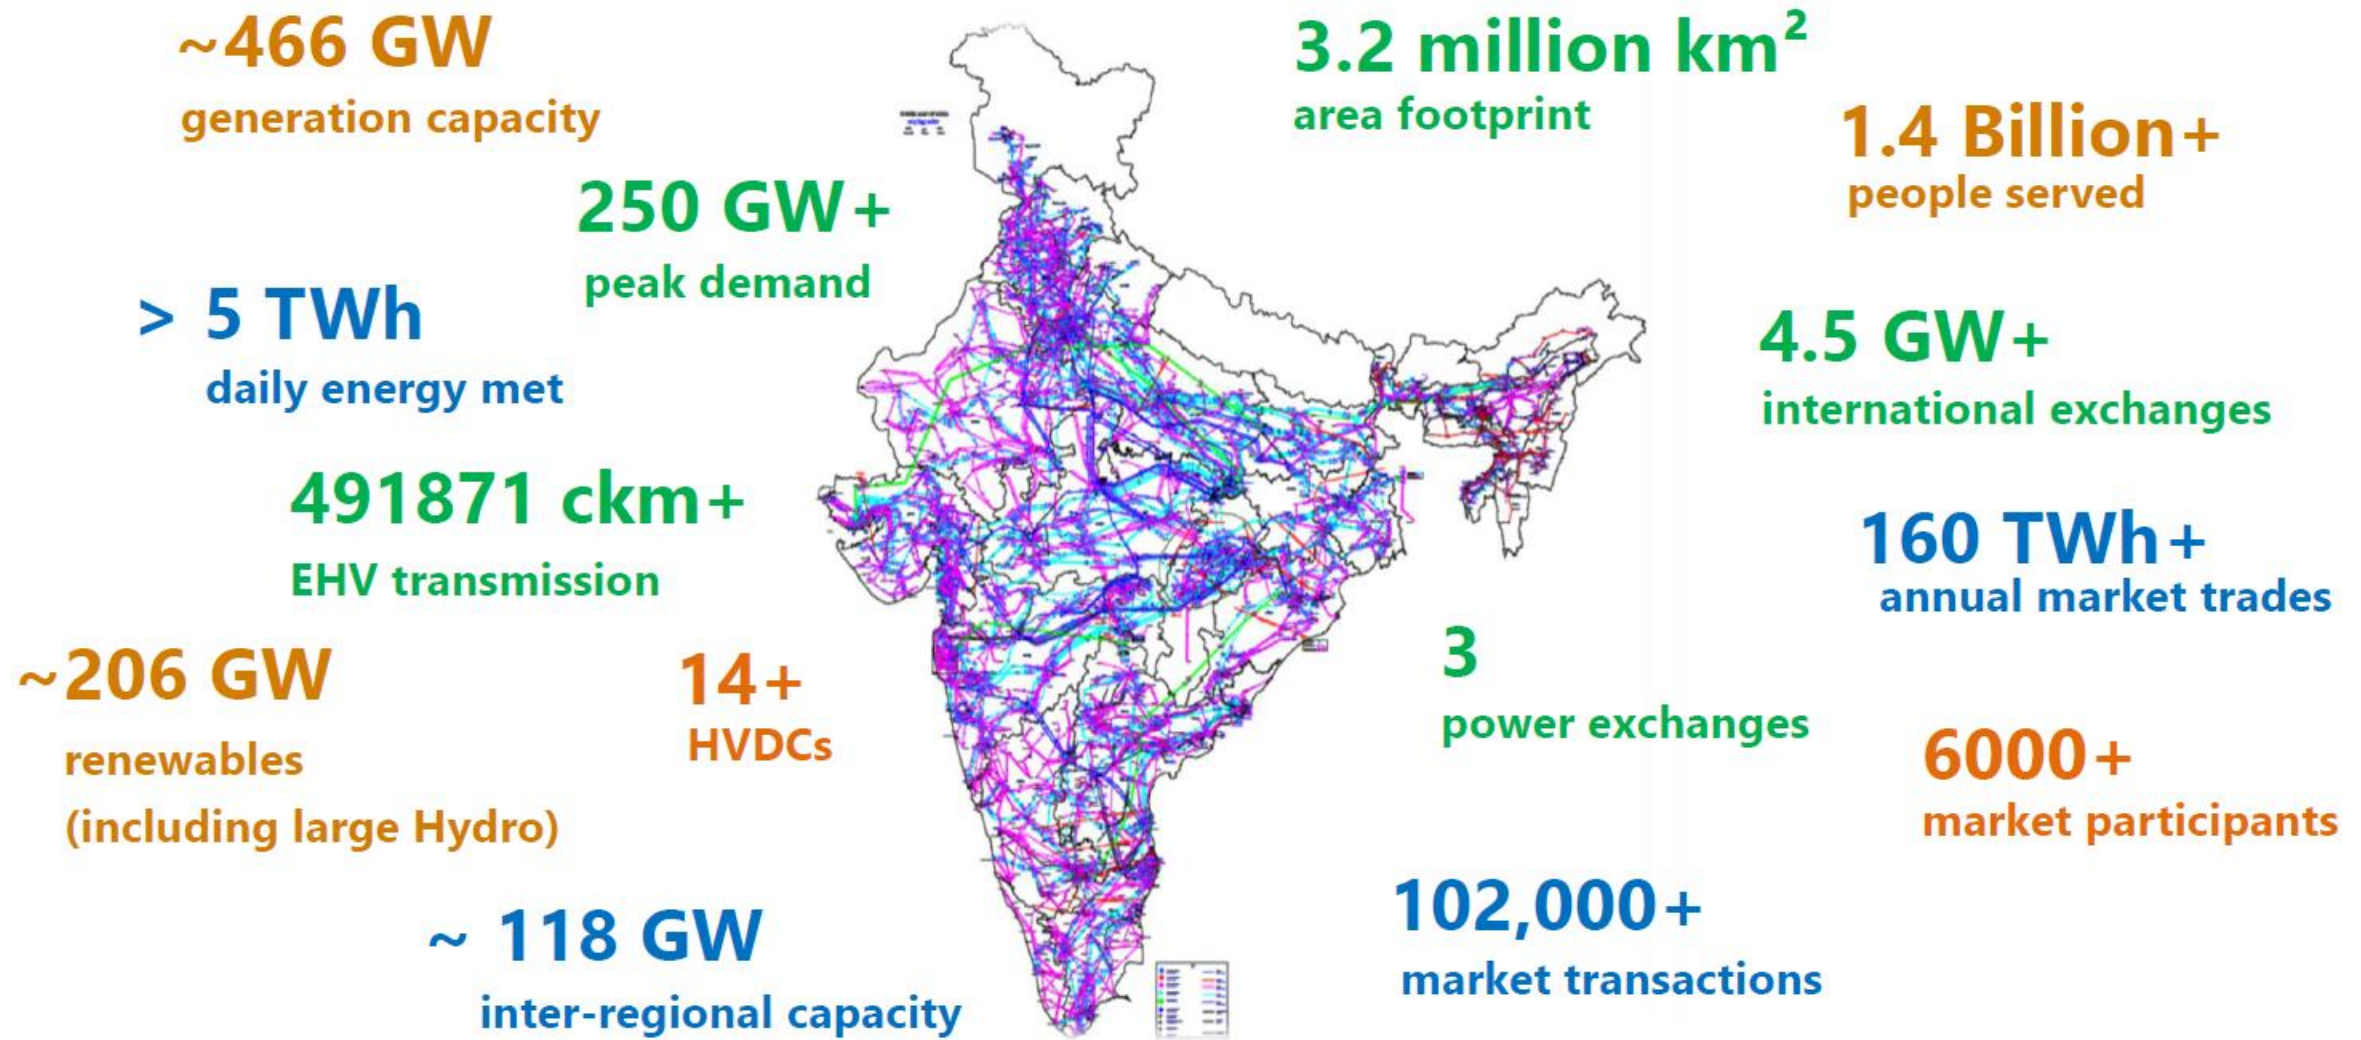 ~466 GW
generation capacity
3.2 million km²
area footprint
1.4 Billion+
people served
250 GW+
peak demand
> 5 TWh
daily energy met
4.5 GW+
international exchanges
491871 ckm+
EHV transmission
160 TWh+
annual market trades
~206 GW
renewables
(including large Hydro)
14+
HVDCs
3
power exchanges
6000+
market participants
~ 118 GW
inter-regional capacity
102,000+
market transactions